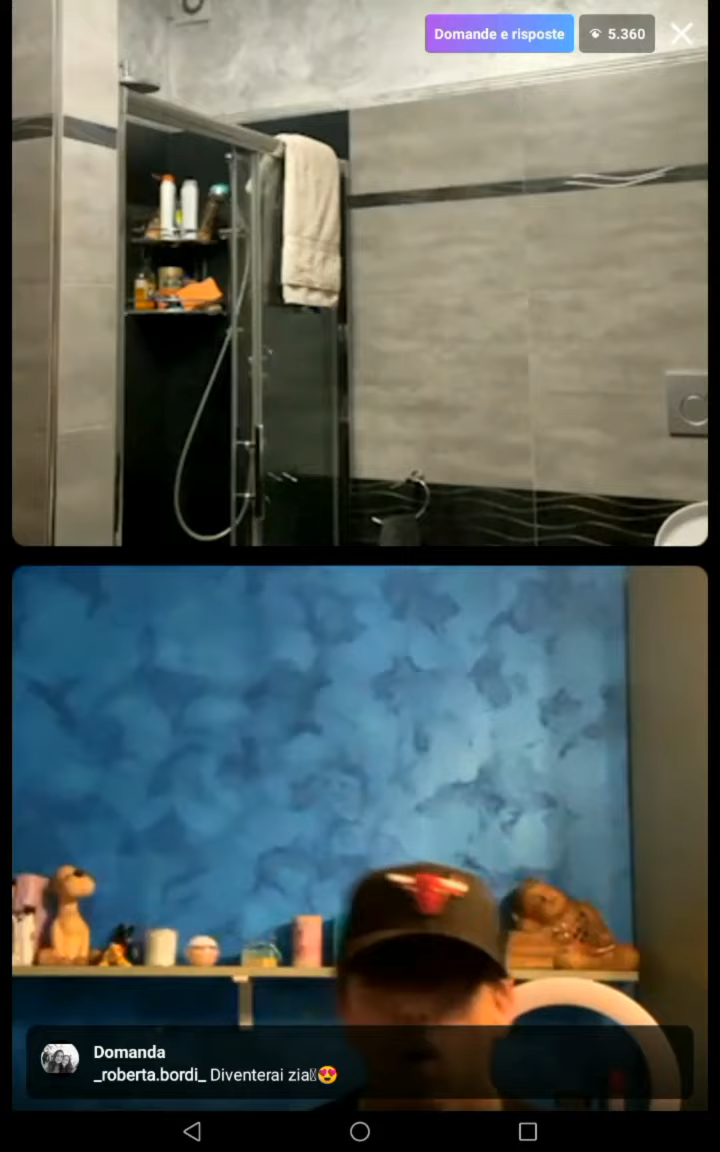 Domande e risposte 5.360
Domanda
_roberta.bordi_ Diventerai zia😍